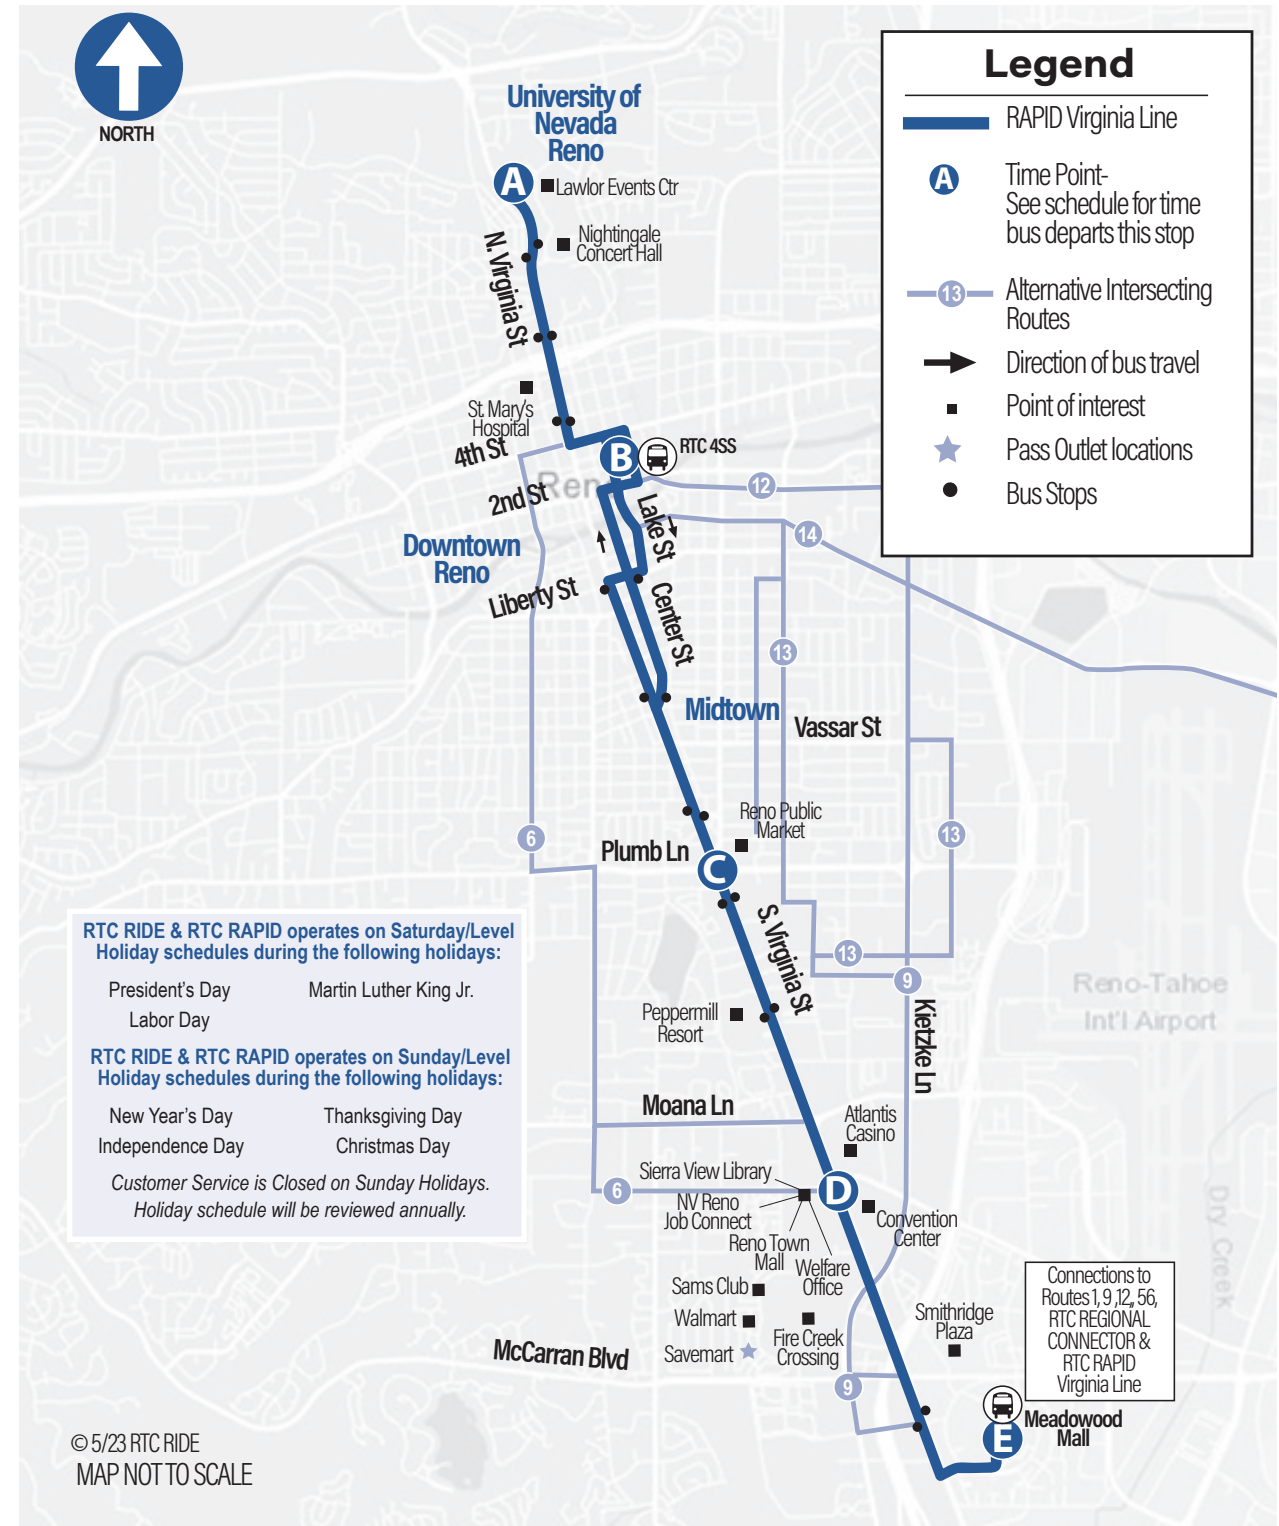 NORTH
University of
Nevada
Reno
A
Lawlor Events Ctr
Nightingale
Concert Hall
N. Virginia St
St. Mary's
Hospital
4th St
B
RTC 4SS
Reno
2nd St
12
Lake St
14
Downtown
Reno
Liberty St
Center St
13
Midtown
Vassar St
Reno Public
Market
6
13
Plumb Ln
C
S. Virginia St
13
9
Reno-Tahoe
Int'l Airport
Kietzke Ln
Peppermill
Resort
Moana Ln
Atlantis
Casino
Sierra View Library
6
D
NV Reno
Job Connect
Convention
Center
Reno Town
Mall
Welfare
Office
Dry Creek
Sams Club
Walmart
Savemart
Fire Creek
Crossing
Smithridge
Plaza
McCarran Blvd
9
Connections to
Routes 1, 9 ,12,, 56,
RTC REGIONAL
CONNECTOR &
RTC RAPID
Virginia Line
E
Meadowood
Mall
Legend
RAPID Virginia Line
A
Time Point-
See schedule for time
bus departs this stop
13
Alternative Intersecting
Routes
Direction of bus travel
Point of interest
Pass Outlet locations
Bus Stops
RTC RIDE & RTC RAPID operates on Saturday/Level
Holiday schedules during the following holidays:
President's Day Martin Luther King Jr.
Labor Day
RTC RIDE & RTC RAPID operates on Sunday/Level
Holiday schedules during the following holidays:
New Year's Day Thanksgiving Day
Independence Day Christmas Day
Customer Service is Closed on Sunday Holidays.
Holiday schedule will be reviewed annually.
© 5/23 RTC RIDE
MAP NOT TO SCALE